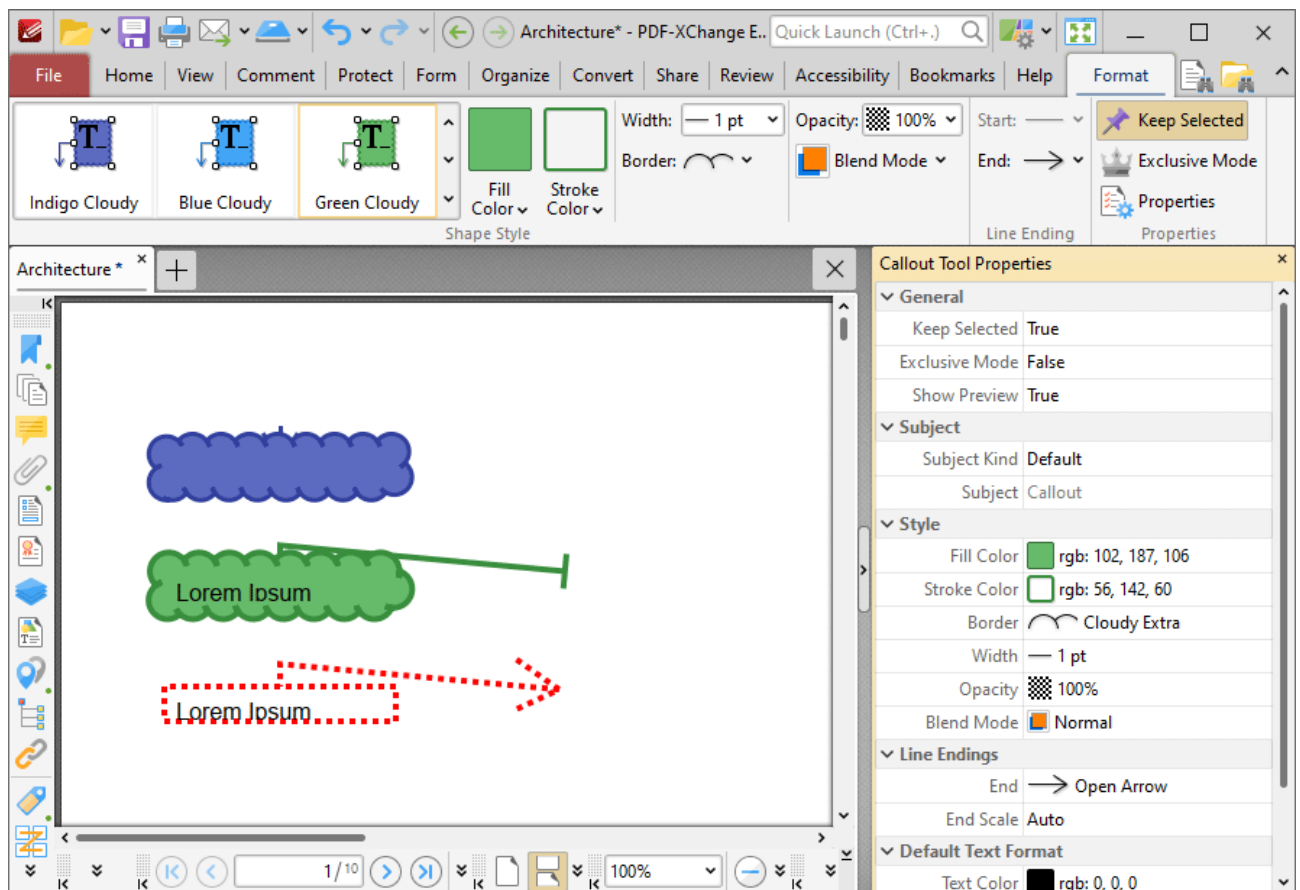 Architecture* - PDF-XChange E.. Quick Launch (Ctrl+.)
File Home View Comment Protect Form Organize Convert Share Review Accessibility Bookmarks Help Format
Indigo Cloudy Blue Cloudy Green Cloudy
Fill Color Stroke Color
Width: 1 pt
Border:
Shape Style
Opacity: 100%
Blend Mode
Start:
End:
Line Ending
Keep Selected
Exclusive Mode
Properties
Properties
Architecture *
Lorem Ipsum
Lorem Ipsum
1/10 100%
Callout Tool Properties
General
Keep Selected True
Exclusive Mode False
Show Preview True
Subject
Subject Kind Default
Subject Callout
Style
Fill Color rgb: 102, 187, 106
Stroke Color rgb: 56, 142, 60
Border Cloudy Extra
Width 1 pt
Opacity 100%
Blend Mode Normal
Line Endings
End Open Arrow
End Scale Auto
Default Text Format
Text Color rgb: 0, 0, 0